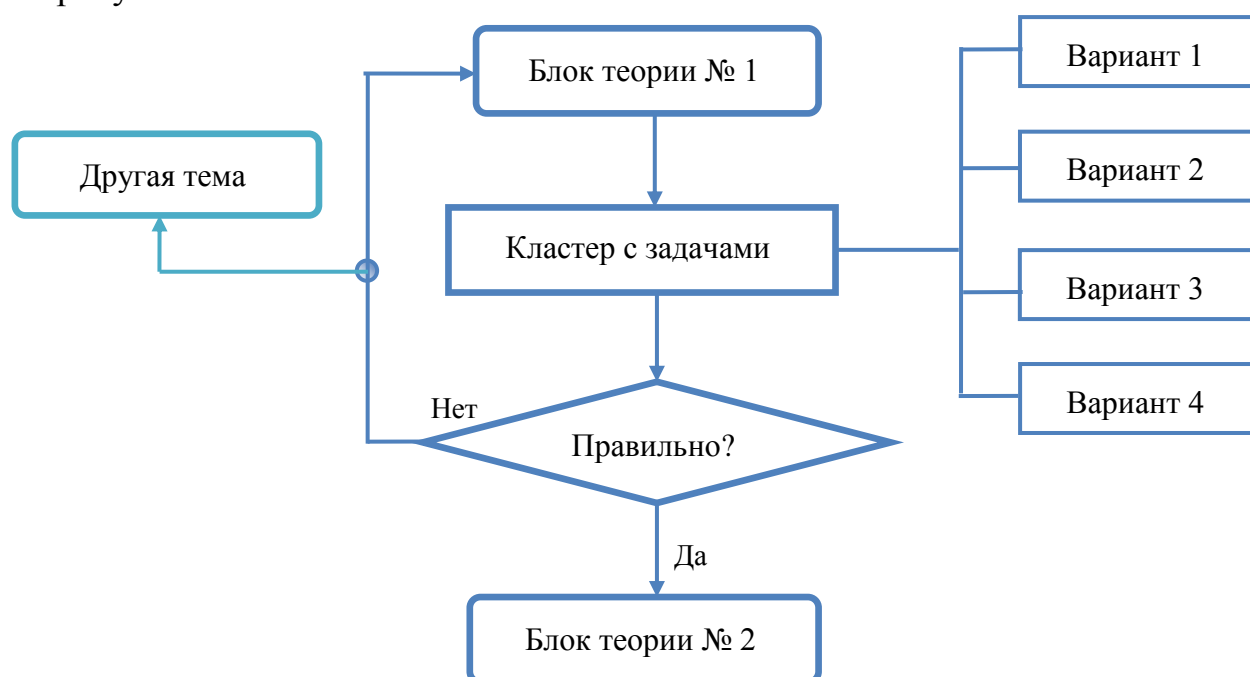 Блок теории № 1
Вариант 1
Другая тема
Вариант 2
Кластер с задачами
Вариант 3
Нет
Вариант 4
Правильно?
Да
Блок теории № 2